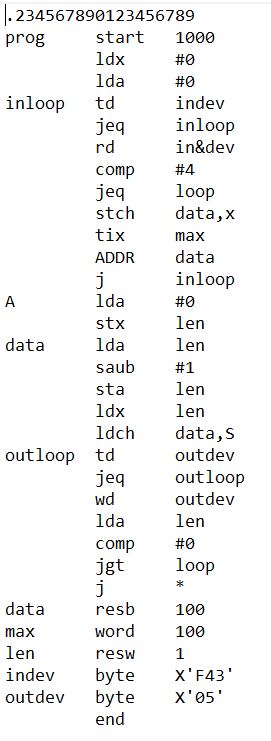 .234567890123456789
prog     start   1000
         ldx     #0
         lda     #0
inloop   td      indev
         jeq     inloop
         rd      in&dev
         comp    #4
         jeq     loop
         stch    data,x
         tix     max
         ADDR    data
         j       inloop
A        lda     #0
         stx     len
data     lda     len
         saub    #1
         sta     len
         ldx     len
         ldch    data,S
outloop  td      outdev
         jeq     outloop
         wd      outdev
         lda     len
         comp    #0
         jgt     loop
         j       *
data     resb    100
max      word    100
len      resw    1
indev    byte    X'F43'
outdev   byte    X'05'
         end